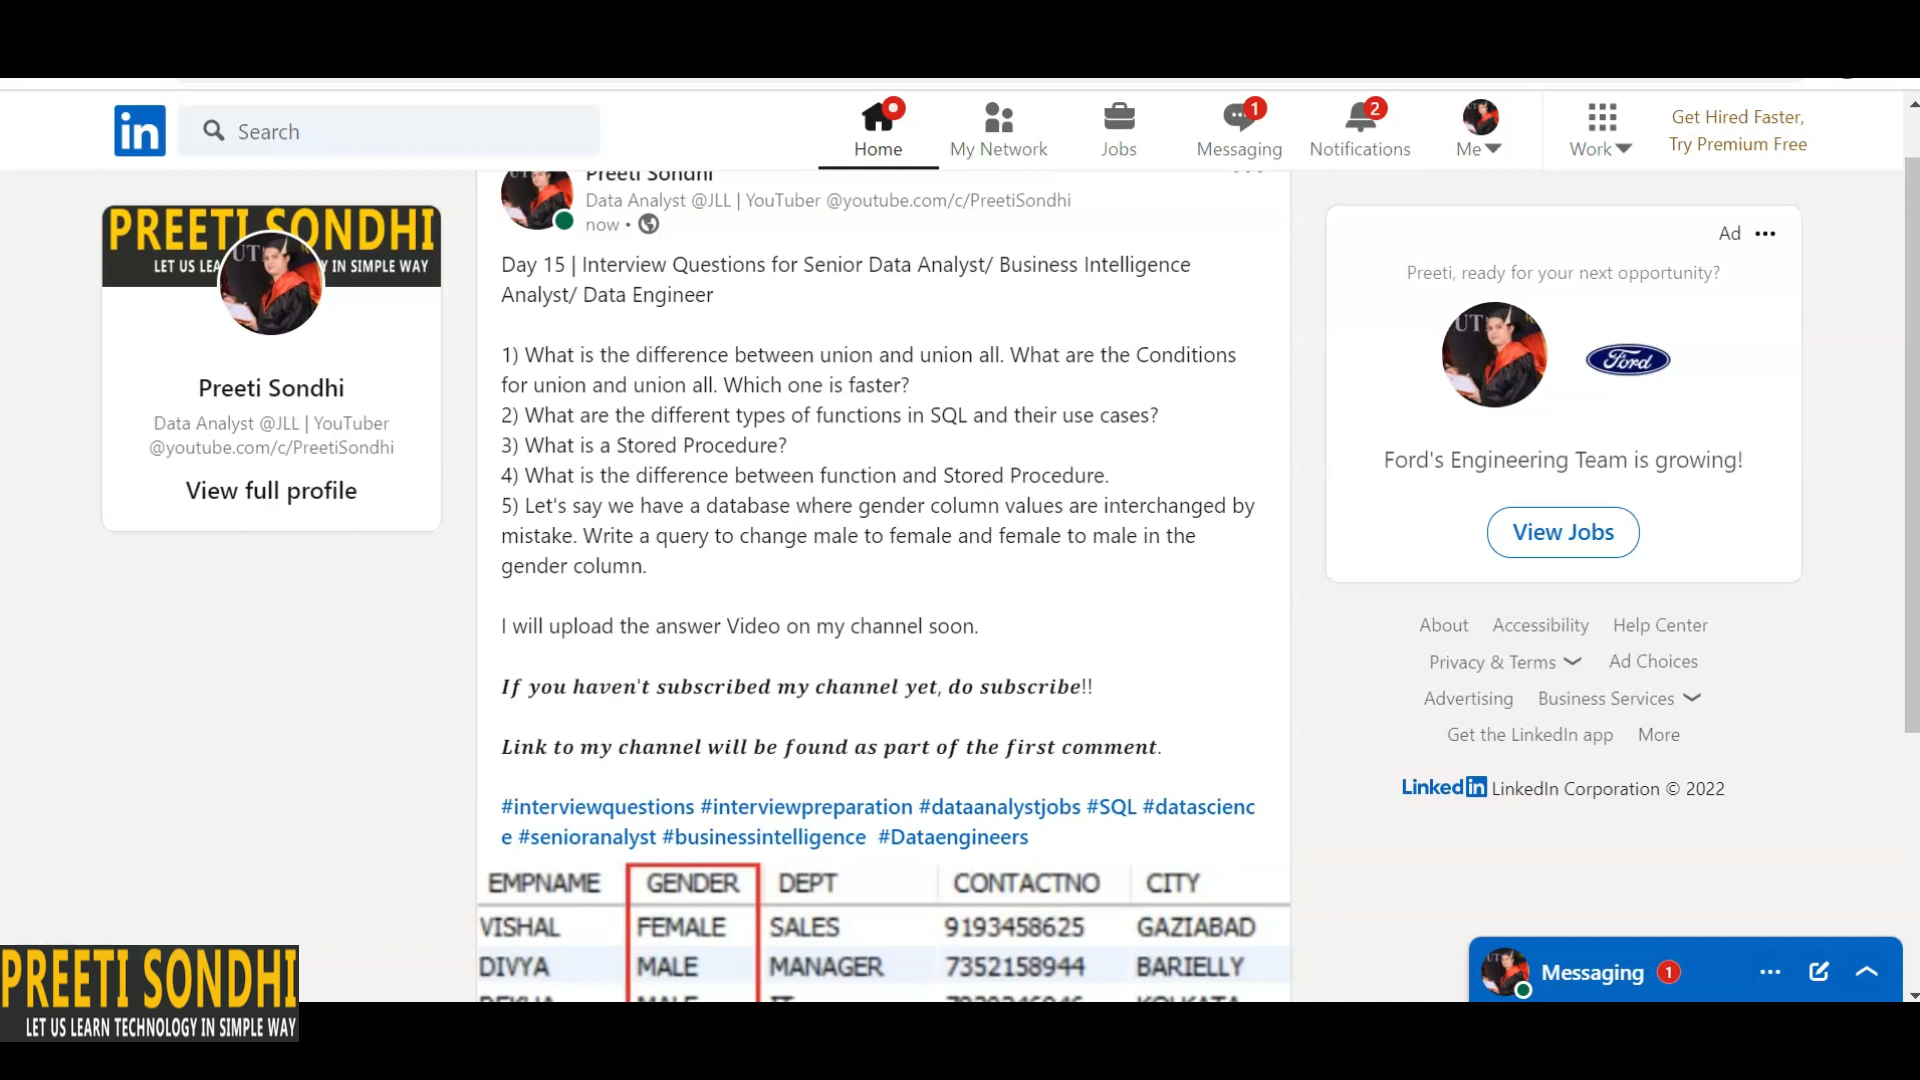 in
Search
Home
My Network
Jobs
1
Messaging
2
Notifications
Me
Work
Get Hired Faster,
Try Premium Free
PREETI SONDHI
LET US LEA
IN SIMPLE WAY
Preeti Sondhi
Data Analyst @JLL | YouTuber
@youtube.com/c/PreetiSondhi
View full profile
Preeti Sondhi
Data Analyst @JLL | YouTuber @youtube.com/c/PreetiSondhi
now •
Day 15 | Interview Questions for Senior Data Analyst/ Business Intelligence
Analyst/ Data Engineer
1) What is the difference between union and union all. What are the Conditions
for union and union all. Which one is faster?
2) What are the different types of functions in SQL and their use cases?
3) What is a Stored Procedure?
4) What is the difference between function and Stored Procedure.
5) Let's say we have a database where gender column values are interchanged by
mistake. Write a query to change male to female and female to male in the
gender column.
I will upload the answer Video on my channel soon.
If you haven't subscribed my channel yet, do subscribe!!
Link to my channel will be found as part of the first comment.
#interviewquestions #interviewpreparation #dataanalystjobs #SQL #datascienc
e #senioranalyst #businessintelligence #Dataengineers
EMPNAME GENDER DEPT CONTACTNO CITY
VISHAL FEMALE SALES 9193458625 GAZIABAD
DIVYA MALE MANAGER 7352158944 BARIELLY
Ad
Preeti, ready for your next opportunity?
Ford
Ford's Engineering Team is growing!
View Jobs
About Accessibility Help Center
Privacy & Terms Ad Choices
Advertising Business Services
Get the LinkedIn app More
LinkedIn LinkedIn Corporation © 2022
Messaging 1
PREETI SONDHI
LET US LEARN TECHNOLOGY IN SIMPLE WAY